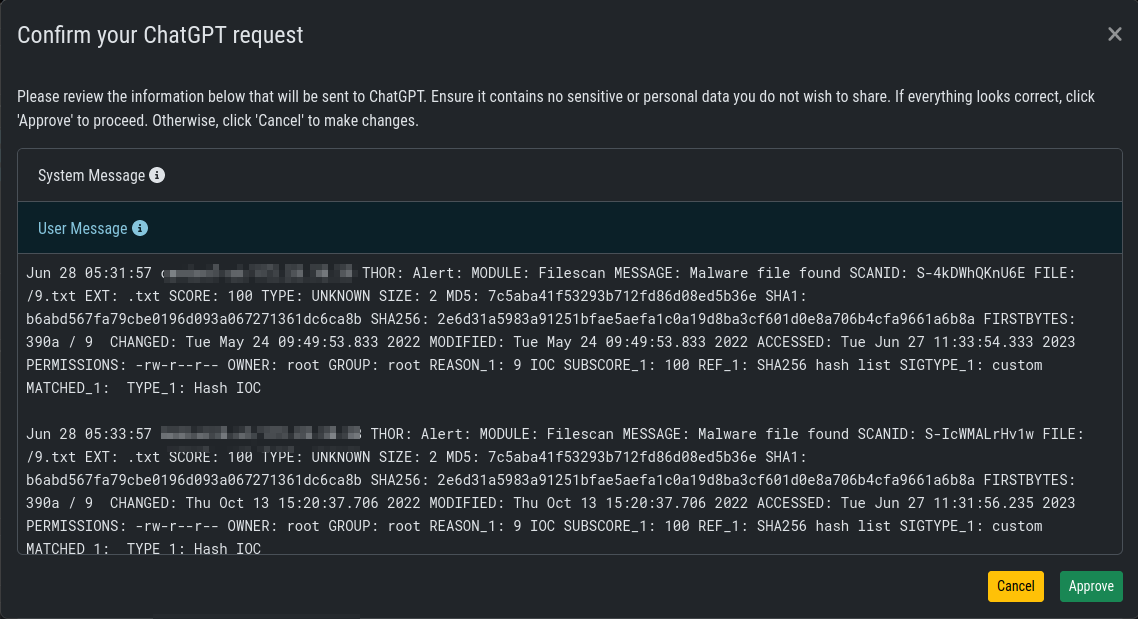 Confirm your ChatGPT request
Please review the information below that will be sent to ChatGPT. Ensure it contains no sensitive or personal data you do not wish to share. If everything looks correct, click
'Approve' to proceed. Otherwise, click 'Cancel' to make changes.
System Message
User Message
Jun 28 05:31:57 THOR: Alert: MODULE: Filescan MESSAGE: Malware file found SCANID: S-4kDWhQKnU6E FILE:
/9.txt EXT: .txt SCORE: 100 TYPE: UNKNOWN SIZE: 2 MD5: 7c5aba41f53293b712fd86d08ed5b36e SHA1:
b6abd567fa79cbe0196d093a067271361dc6ca8b SHA256: 2e6d31a5983a91251bfae5aefa1c0a19d8ba3cf601d0e8a706b4cfa9661a6b8a FIRSTBYTES:
390a / 9 CHANGED: Tue May 24 09:49:53.833 2022 MODIFIED: Tue May 24 09:49:53.833 2022 ACCESSED: Tue Jun 27 11:33:54.333 2023
PERMISSIONS: -rw-r--r-- OWNER: root GROUP: root REASON_1: 9 IOC SUBSCORE_1: 100 REF_1: SHA256 hash list SIGTYPE_1: custom
MATCHED_1: TYPE_1: Hash IOC
Jun 28 05:33:57 THOR: Alert: MODULE: Filescan MESSAGE: Malware file found SCANID: S-IcWMALrHv1w FILE:
/9.txt EXT: .txt SCORE: 100 TYPE: UNKNOWN SIZE: 2 MD5: 7c5aba41f53293b712fd86d08ed5b36e SHA1:
b6abd567fa79cbe0196d093a067271361dc6ca8b SHA256: 2e6d31a5983a91251bfae5aefa1c0a19d8ba3cf601d0e8a706b4cfa9661a6b8a FIRSTBYTES:
390a / 9 CHANGED: Thu Oct 13 15:20:37.706 2022 MODIFIED: Thu Oct 13 15:20:37.706 2022 ACCESSED: Tue Jun 27 11:31:56.235 2023
PERMISSIONS: -rw-r--r-- OWNER: root GROUP: root REASON_1: 9 IOC SUBSCORE_1: 100 REF_1: SHA256 hash list SIGTYPE_1: custom
MATCHED_1: TYPE_1: Hash IOC
Cancel
Approve